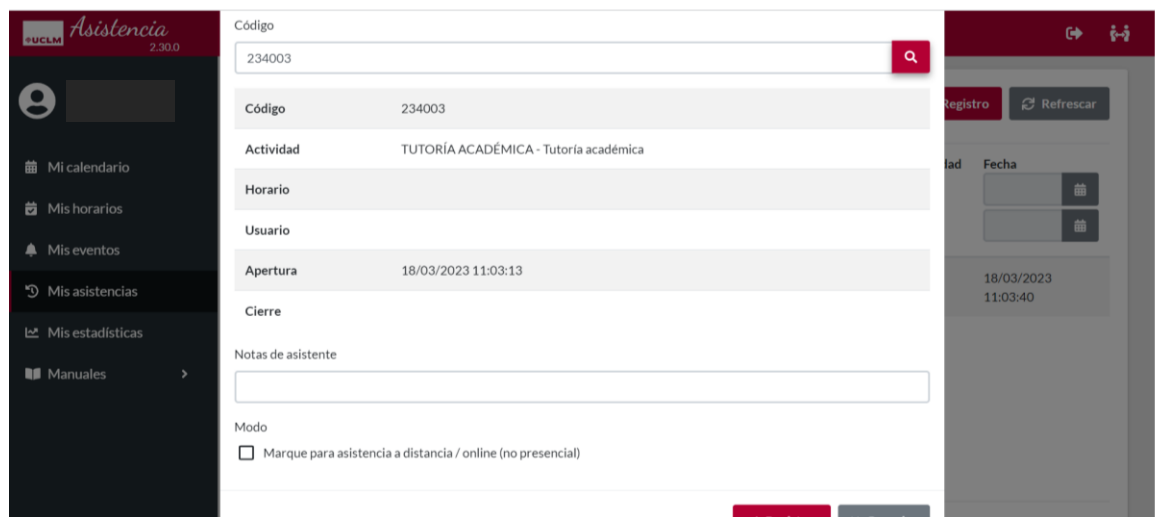 UCLM Asistencia
2.30.0
Mi calendario
Mis horarios
Mis eventos
Mis asistencias
Mis estadísticas
Manuales
Código
234003
Código 234003
Actividad TUTORÍA ACADÉMICA - Tutoría académica
Horario
Usuario
Apertura 18/03/2023 11:03:13
Cierre
Notas de asistente
Modo
Marque para asistencia a distancia / online (no presencial)
Registro Refrescar
Fecha
18/03/2023
11:03:40